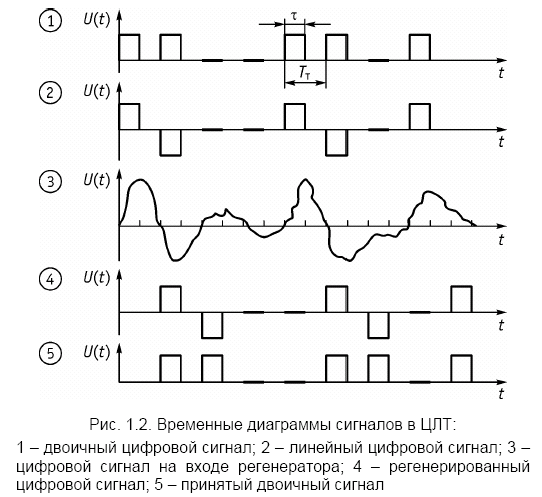 1 U(t) τ
Tт t
2 U(t)
t
3 U(t)
t
4 U(t)
t
5 U(t)
t
Рис. 1.2. Временные диаграммы сигналов в ЦЛТ:
1 – двоичный цифровой сигнал; 2 – линейный цифровой сигнал; 3 –
цифровой сигнал на входе регенератора; 4 – регенерированный
цифровой сигнал; 5 – принятый двоичный сигнал